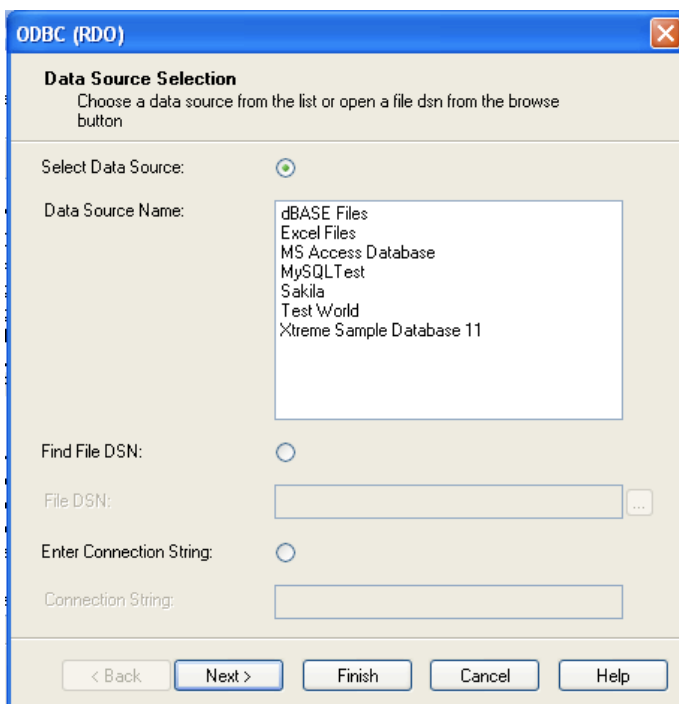 ODBC (RDO)
Data Source Selection
Choose a data source from the list or open a file dsn from the browse
button
Select Data Source:
Data Source Name:
dBASE Files
Excel Files
MS Access Database
MySQLTest
Sakila
Test World
Xtreme Sample Database 11
Find File DSN:
File DSN:
...
Enter Connection String:
Connection String:
< Back
Next >
Finish
Cancel
Help